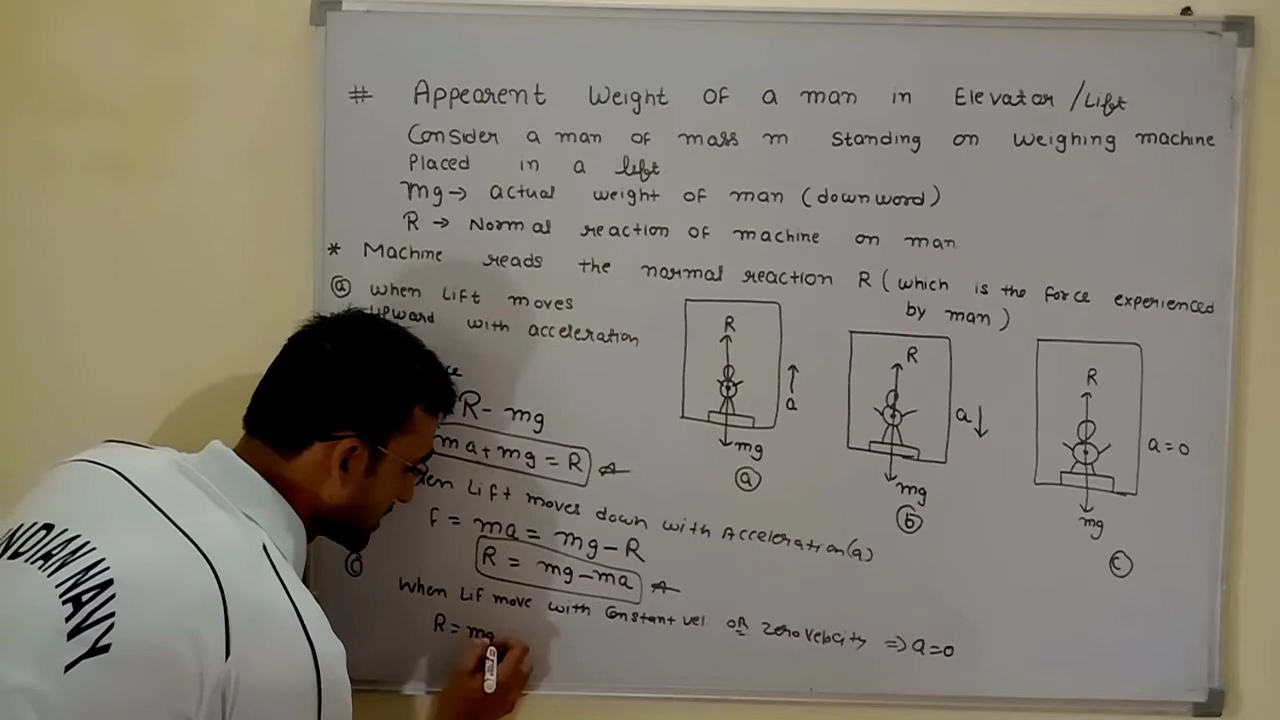 # Appearent Weight of a man in Elevator / Lift
Consider a man of mass m standing on weighing machine
Placed in a lift
mg → actual weight of man (downword)
R → Normal reaction of machine on man
* Machine reads the normal reaction R (which is the force experienced
by man)
ⓐ when Lift moves
upward with acceleration
R - mg
ma + mg = R
Lift moves down with Acceleration (a)
F = ma = mg - R
R = mg - ma
ⓒ
When Lif move with constant vel OR zero velocity ⇒ a = 0
R = mg
R
a
mg
ⓐ
R
a
mg
ⓑ
R
a = 0
mg
ⓒ
INDIAN NAVY